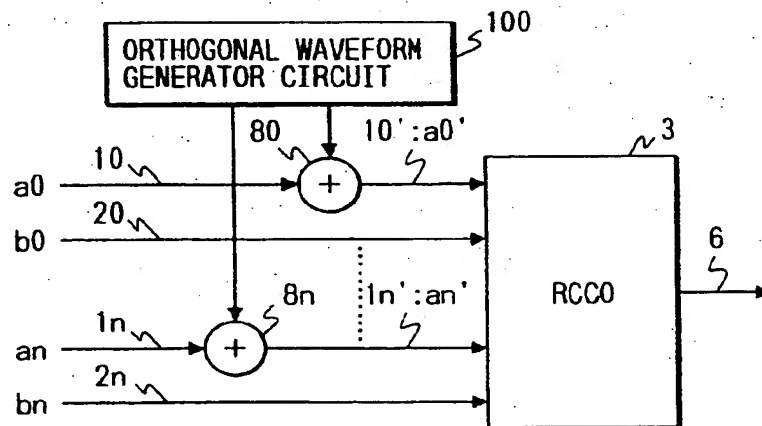 100
ORTHOGONAL WAVEFORM
GENERATOR CIRCUIT
80
10':a0'
3
10
a0
+
20
b0
6
RCCO
8n
1n':an'
1n
an
+
2n
bn